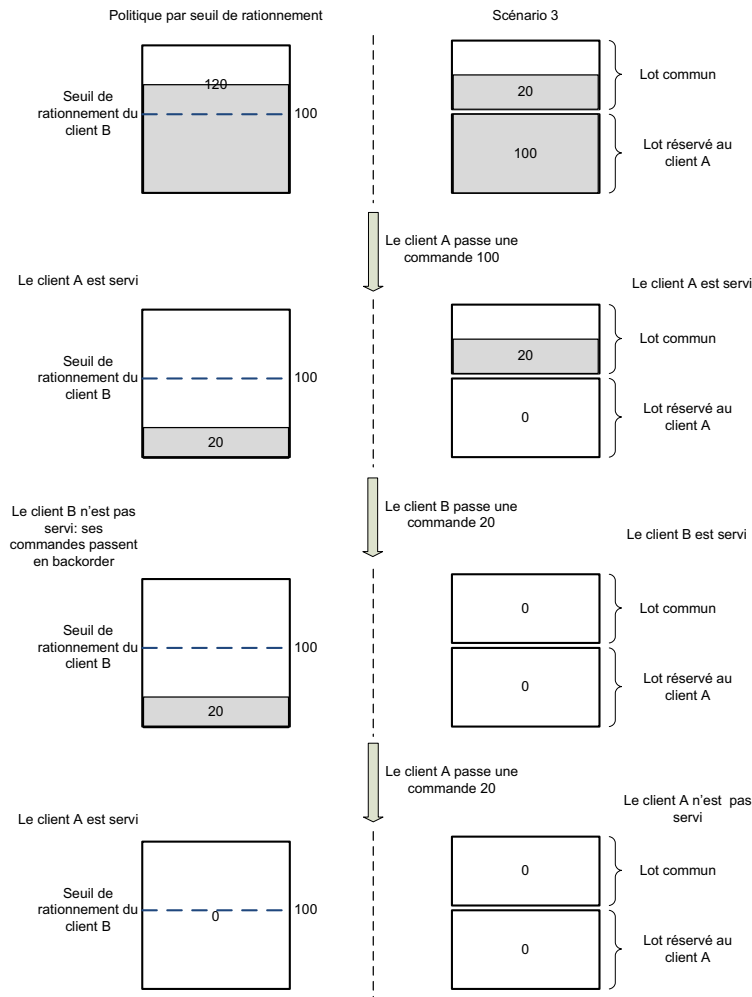 Politique par seuil de rationnement
Scénario 3
120
Seuil de
rationnement du
client B
100
20
Lot commun
100
Lot réservé au
client A
Le client A passe une
commande 100
Le client A est servi
Le client A est servi
Seuil de
rationnement du
client B
100
20
20
Lot commun
0
Lot réservé au
client A
Le client B passe une
commande 20
Le client B n'est pas
servi: ses
commandes passent
en backorder
Le client B est servi
Seuil de
rationnement du
client B
100
20
0
Lot commun
0
Lot réservé au
client A
Le client A passe une
commande 20
Le client A est servi
Le client A n'est pas
servi
Seuil de
rationnement du
client B
100
0
0
Lot commun
0
Lot réservé au
client A